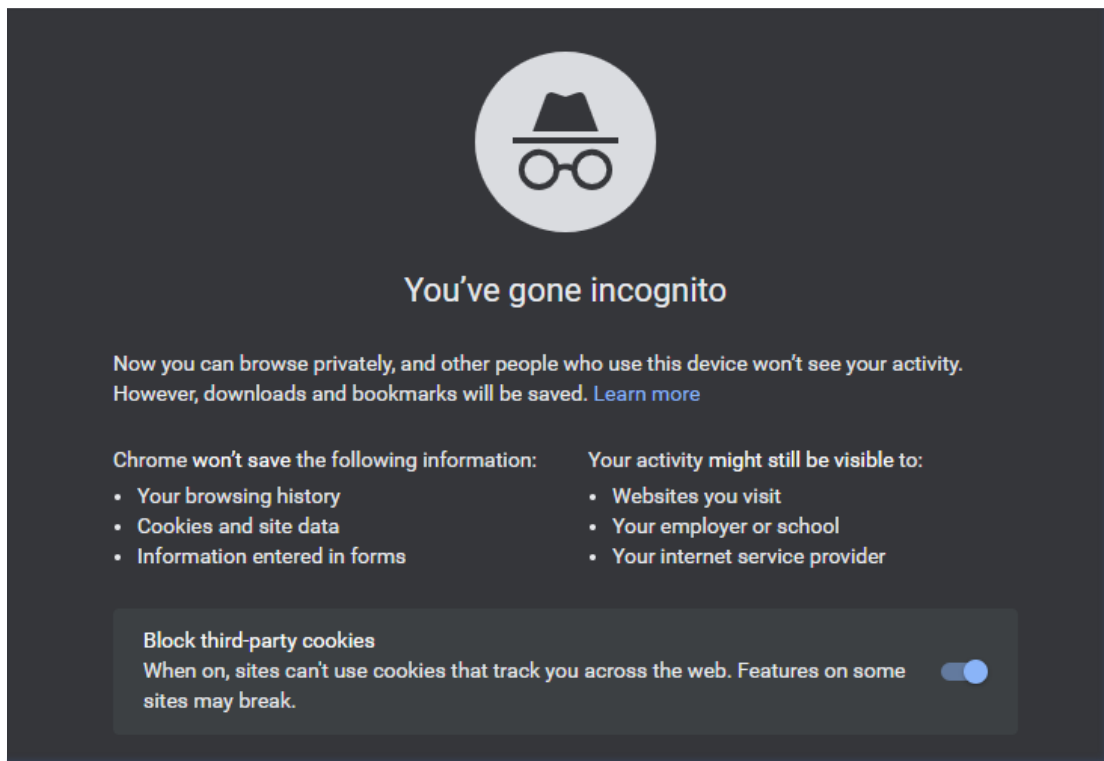 You've gone incognito
Now you can browse privately, and other people who use this device won't see your activity.
However, downloads and bookmarks will be saved. Learn more
Chrome won't save the following information:
• Your browsing history
• Cookies and site data
• Information entered in forms
Your activity might still be visible to:
• Websites you visit
• Your employer or school
• Your internet service provider
Block third-party cookies
When on, sites can't use cookies that track you across the web. Features on some
sites may break.